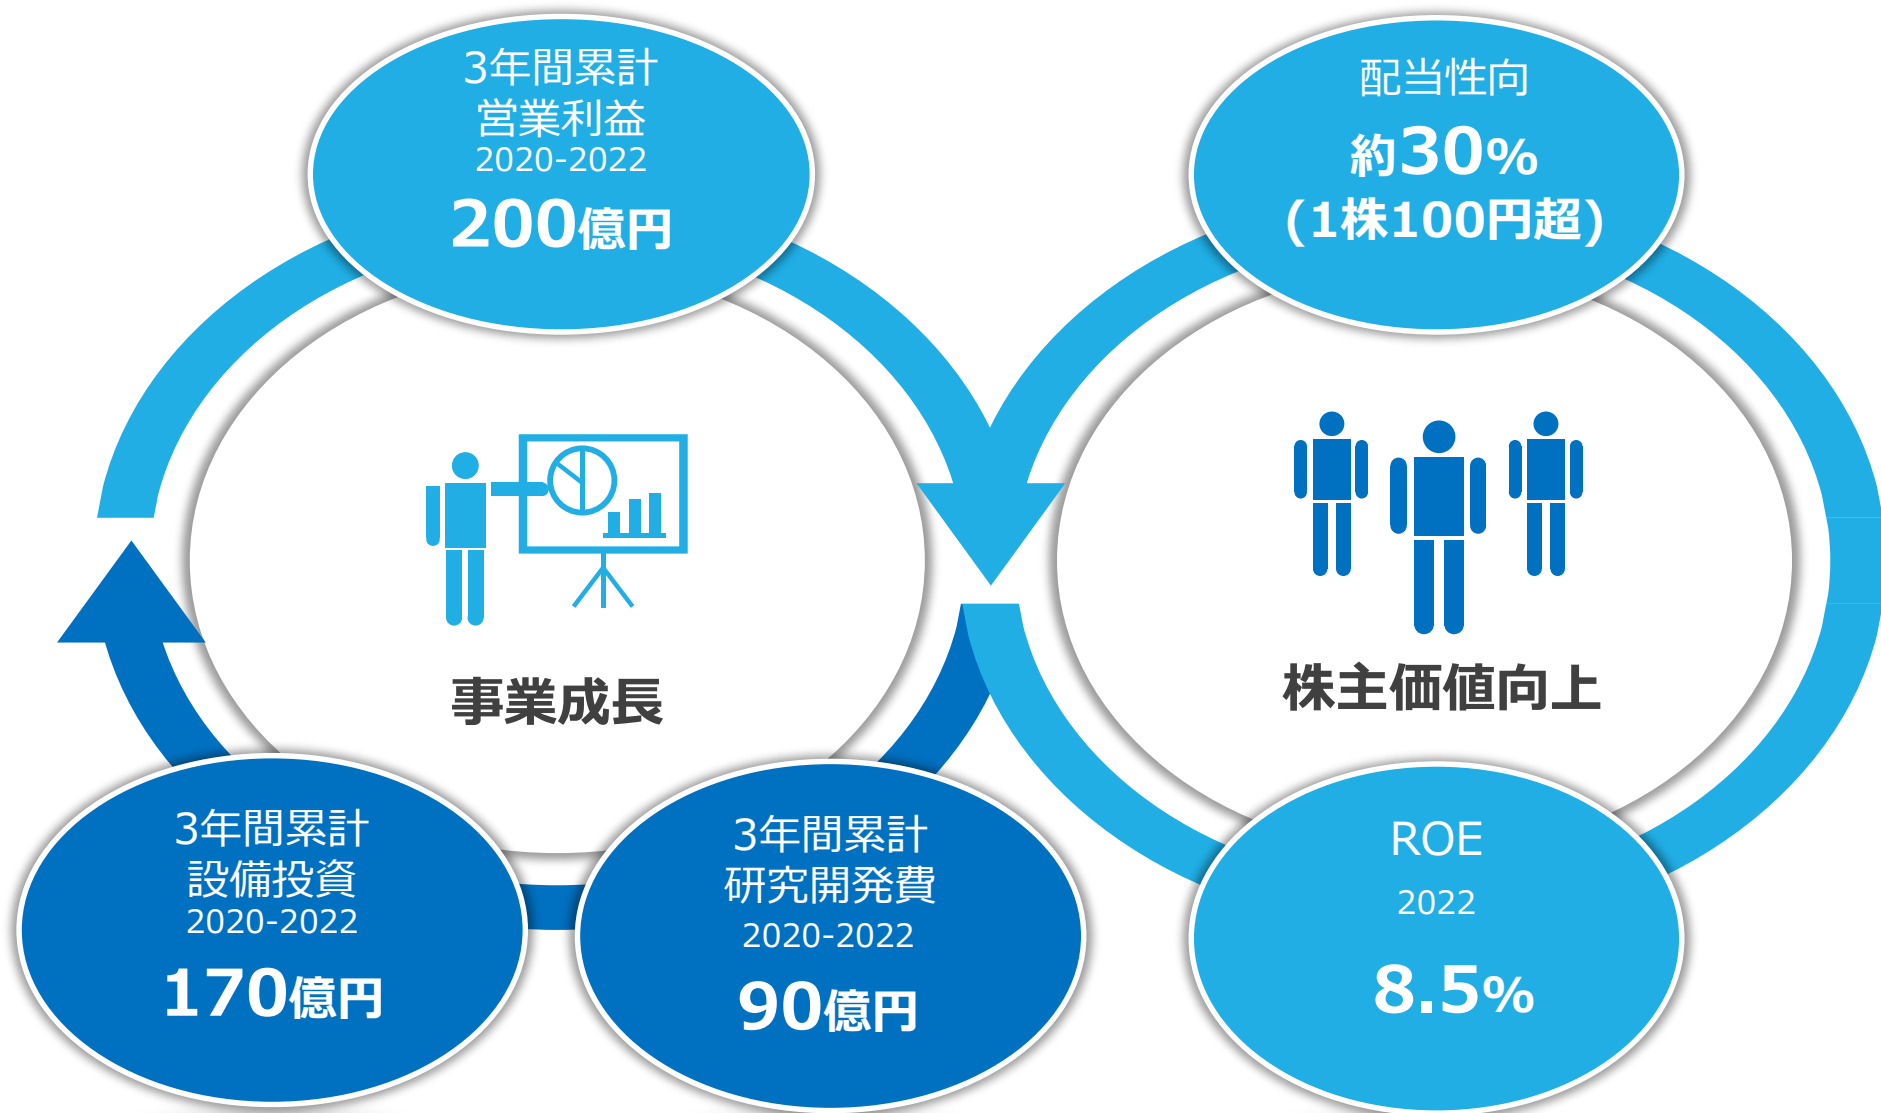 3年間累計
営業利益
2020-2022
200億円
配当性向
約30%
(1株100円超)
事業成長
株主価値向上
3年間累計
設備投資
2020-2022
170億円
3年間累計
研究開発費
2020-2022
90億円
ROE
2022
8.5%